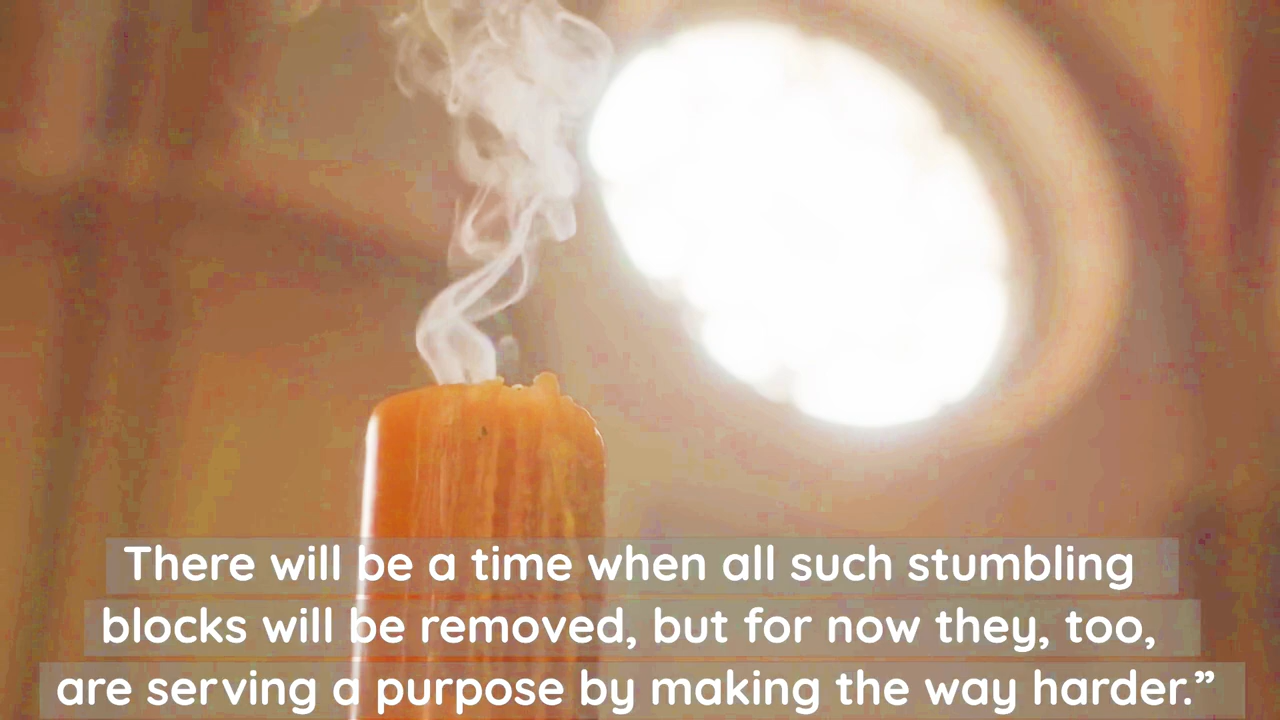 There will be a time when all such stumbling
blocks will be removed, but for now they, too,
are serving a purpose by making the way harder.”